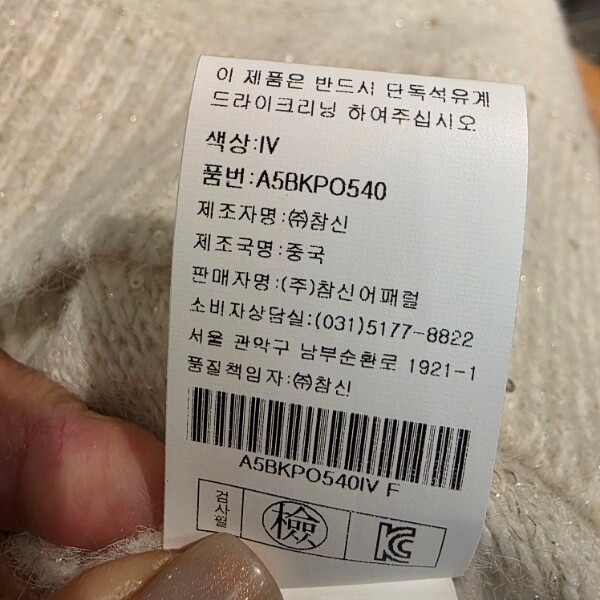 이 제품은 반드시 단독석유계
드라이크리닝 하여주십시오
색상:IV
품번:A5BKPO540
제조자명:㈜참신
제조국명:중국
판매자명:(주)참신어패럴
소비자상담실:(031)5177-8822
서울 관악구 남부순환로 1921-1
품질책임자:㈜참신
A5BKPO540IV F
검사필 檢 KC